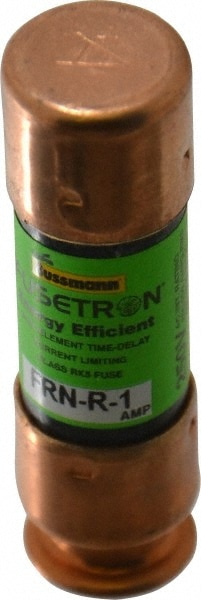 Bussmann
FUSETRON
Energy Efficient
ELEMENT TIME-DELAY
CURRENT LIMITING
CLASS RK5 FUSE
FRN-R-1
AMP